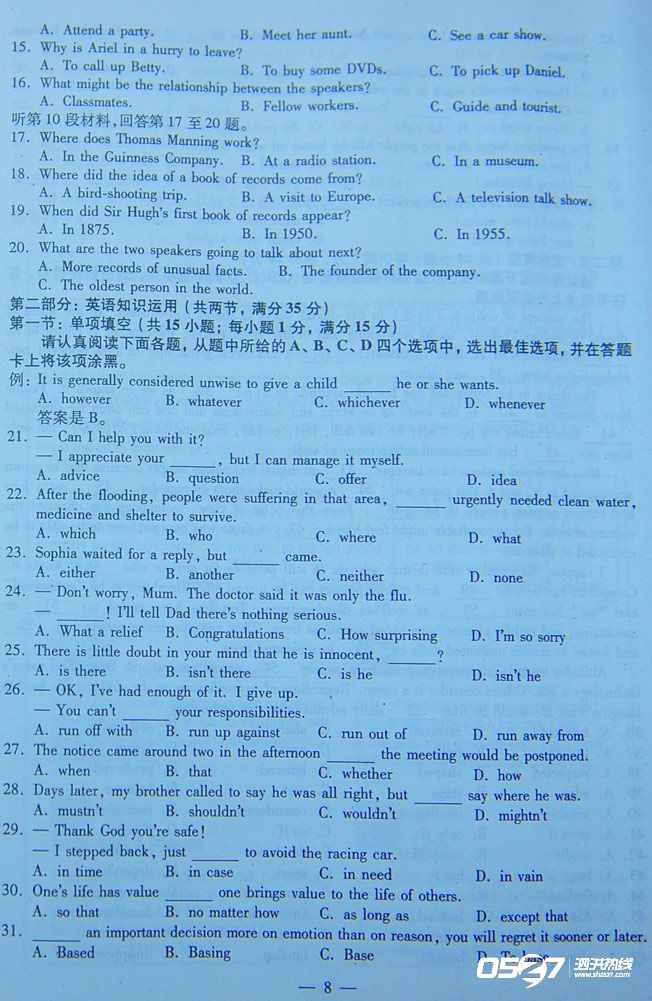 A. Attend a party. B. Meet her aunt. C. See a car show.
15. Why is Ariel in a hurry to leave?
A. To call up Betty. B. To buy some DVDs. C. To pick up Daniel.
16. What might be the relationship between the speakers?
A. Classmates. B. Fellow workers. C. Guide and tourist.
听第 10 段材料，回答第 17 至 20 题。
17. Where does Thomas Manning work?
A. In the Guinness Company. B. At a radio station. C. In a museum.
18. Where did the idea of a book of records come from?
A. A bird-shooting trip. B. A visit to Europe. C. A television talk show.
19. When did Sir Hugh's first book of records appear?
A. In 1875. B. In 1950. C. In 1955.
20. What are the two speakers going to talk about next?
A. More records of unusual facts. B. The founder of the company.
C. The oldest person in the world.
第二部分：英语知识运用（共两节，满分 35 分）
第一节：单项填空（共 15 小题；每小题 1 分，满分 15 分）
请认真阅读下面各题，从题中所给的 A、B、C、D 四个选项中，选出最佳选项，并在答题
卡上将该项涂黑。
例：It is generally considered unwise to give a child ______ he or she wants.
A. however B. whatever C. whichever D. whenever
答案是 B。
21. — Can I help you with it?
— I appreciate your ______, but I can manage it myself.
A. advice B. question C. offer D. idea
22. After the flooding, people were suffering in that area, ______ urgently needed clean water,
medicine and shelter to survive.
A. which B. who C. where D. what
23. Sophia waited for a reply, but ______ came.
A. either B. another C. neither D. none
24. — Don't worry, Mum. The doctor said it was only the flu.
— ______! I'll tell Dad there's nothing serious.
A. What a relief B. Congratulations C. How surprising D. I'm so sorry
25. There is little doubt in your mind that he is innocent, ______?
A. is there B. isn't there C. is he D. isn't he
26. — OK, I've had enough of it. I give up.
— You can't ______ your responsibilities.
A. run off with B. run up against C. run out of D. run away from
27. The notice came around two in the afternoon ______ the meeting would be postponed.
A. when B. that C. whether D. how
28. Days later, my brother called to say he was all right, but ______ say where he was.
A. mustn't B. shouldn't C. wouldn't D. mightn't
29. — Thank God you're safe!
— I stepped back, just ______ to avoid the racing car.
A. in time B. in case C. in need D. in vain
30. One's life has value ______ one brings value to the life of others.
A. so that B. no matter how C. as long as D. except that
31. ______ an important decision more on emotion than on reason, you will regret it sooner or later.
A. Based B. Basing C. Base D. To base
— 8 —
0527 泗洪热线
www.sh527.com